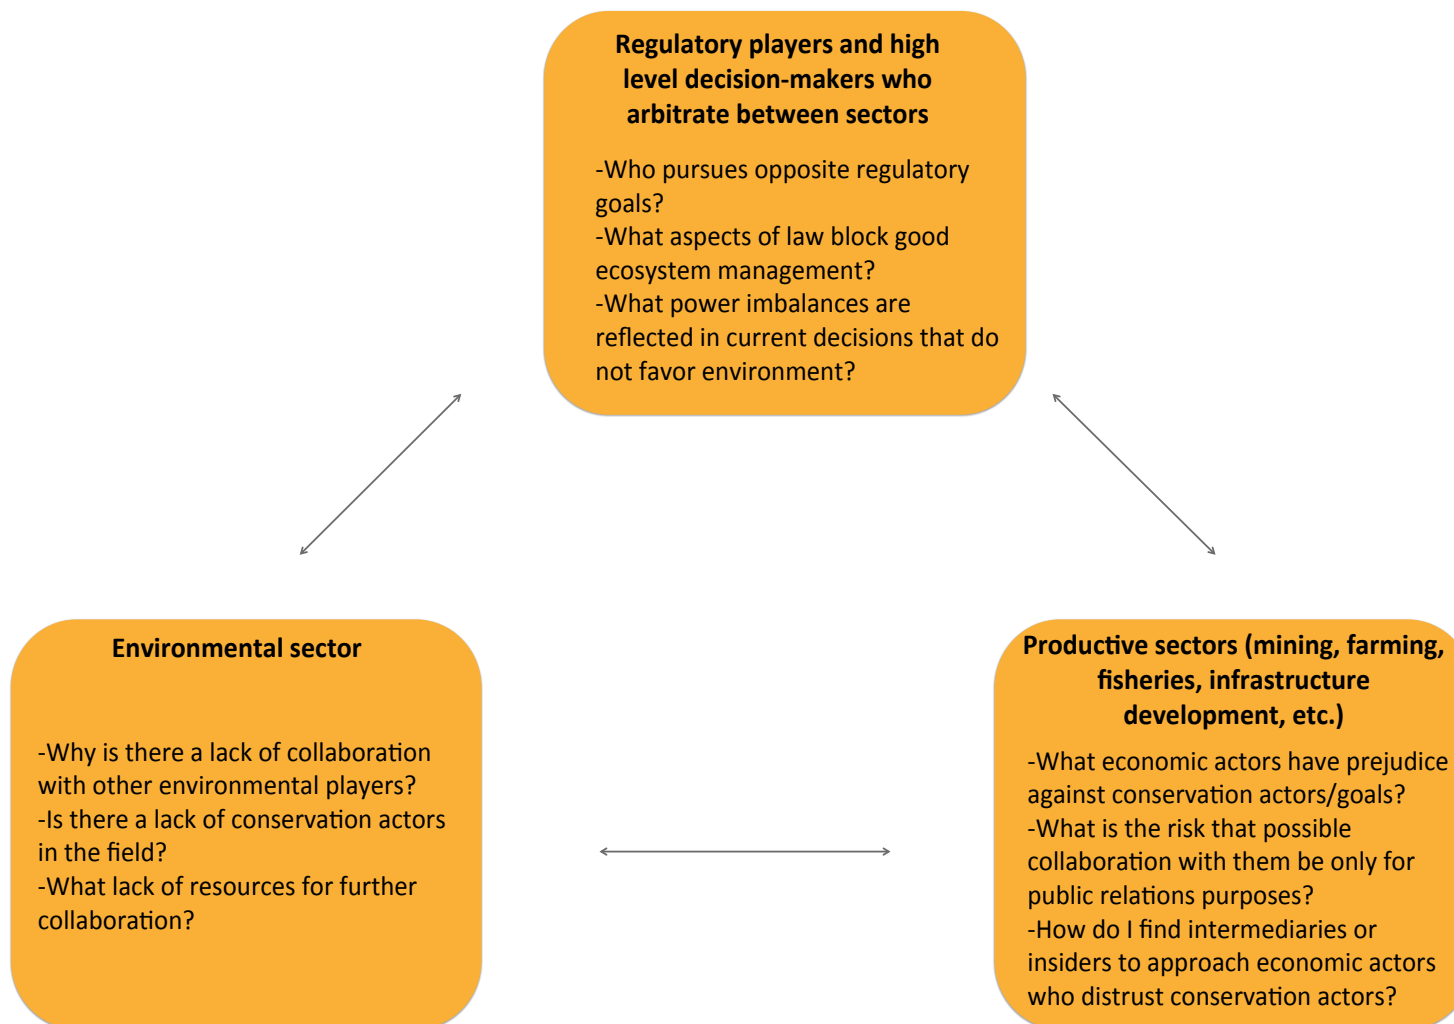 Regulatory players and high
level decision-makers who
arbitrate between sectors
-Who pursues opposite regulatory
goals?
-What aspects of law block good
ecosystem management?
-What power imbalances are
reflected in current decisions that do
not favor environment?
Environmental sector
-Why is there a lack of collaboration
with other environmental players?
-Is there a lack of conservation actors
in the field?
-What lack of resources for further
collaboration?
Productive sectors (mining, farming,
fisheries, infrastructure
development, etc.)
-What economic actors have prejudice
against conservation actors/goals?
-What is the risk that possible
collaboration with them be only for
public relations purposes?
-How do I find intermediaries or
insiders to approach economic actors
who distrust conservation actors?